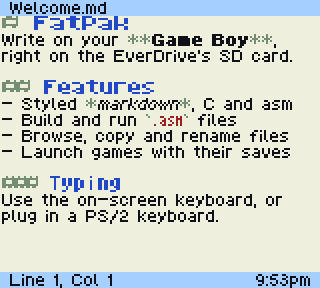 Welcome.md
# FatPak
Write on your **Game Boy**,
right on the EverDrive's SD card.
## Features
- Styled *markdown*, C and asm
- Build and run `.asm` files
- Browse, copy and rename files
- Launch games with their saves
### Typing
Use the on-screen keyboard, or
plug in a PS/2 keyboard.
Line 1, Col 1
9:53pm